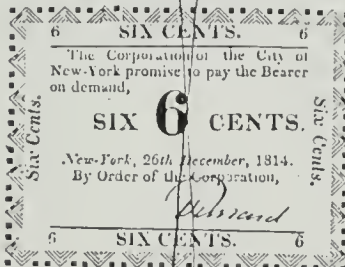 6 SIX CENTS. 6
The Corporation of the City of
New-York promise to pay the Bearer
on demand,
SIX 6 CENTS.
New-York, 26th December, 1814.
By Order of the Corporation,
6 SIX CENTS. 6
Six Cents.
Six Cents.